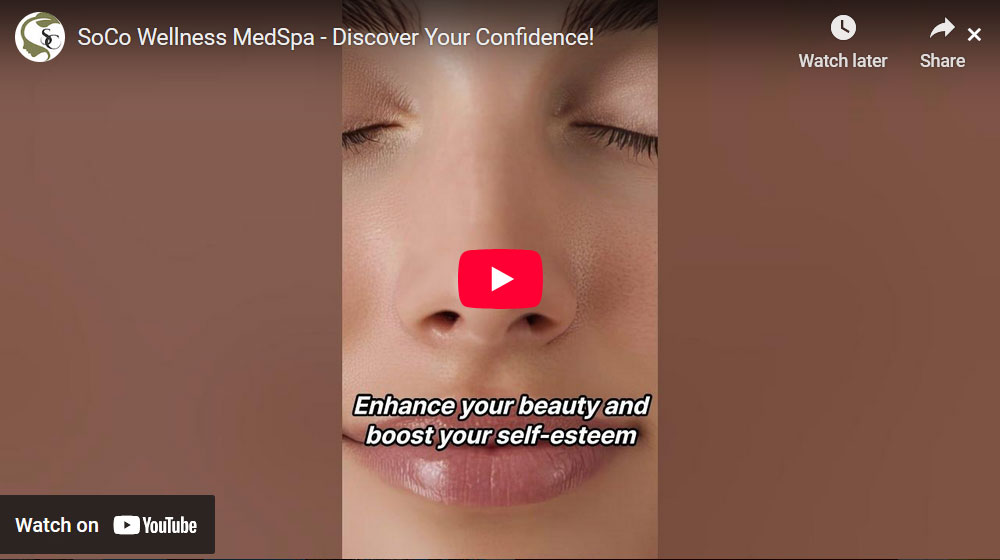 SC
SoCo Wellness MedSpa - Discover Your Confidence!
Watch later
Share
Enhance your beauty and
boost your self-esteem
Watch on YouTube